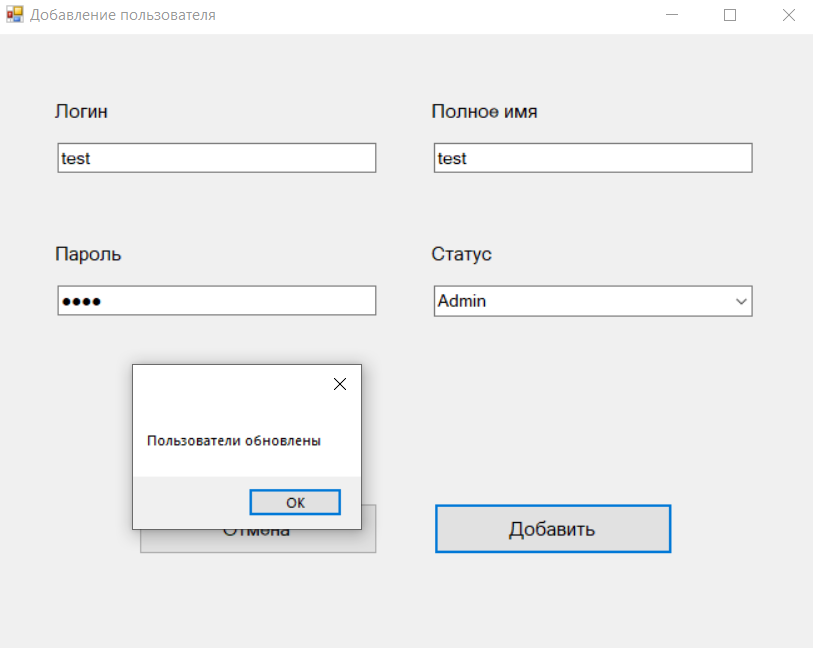 Добавление пользователя
Логин
Полное имя
test
test
Пароль
Статус
••••
Admin
Пользователи обновлены
OK
Отмена
Добавить